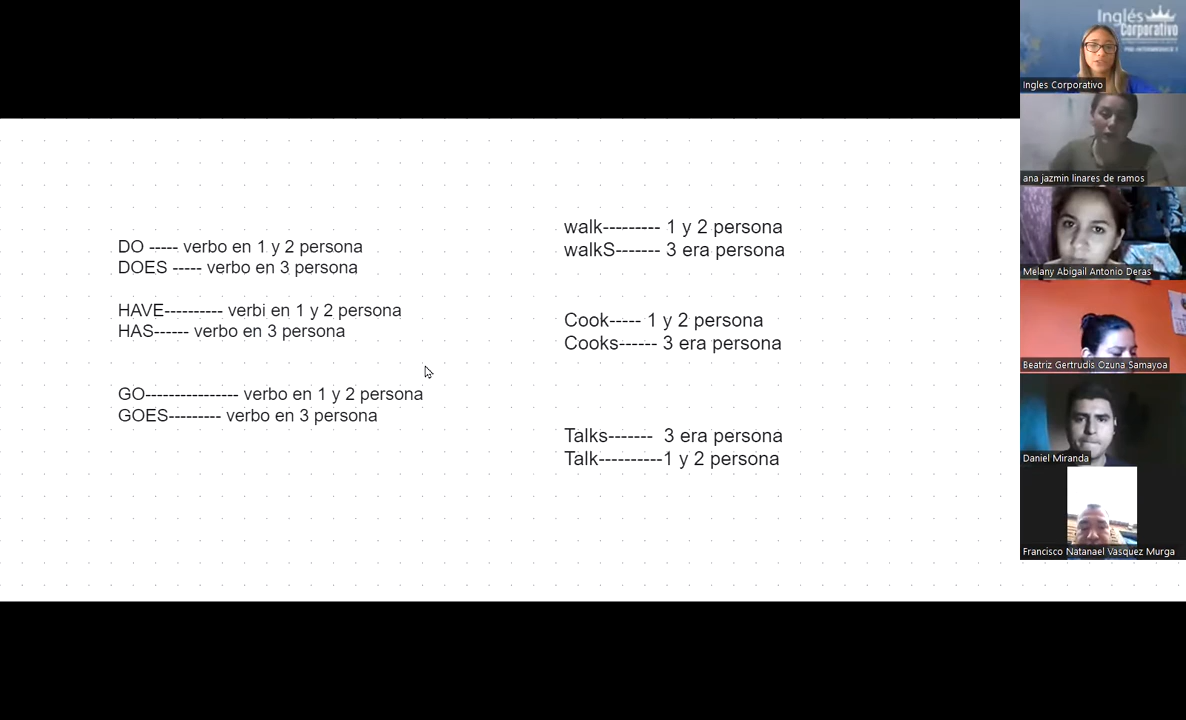 DO ----- verbo en 1 y 2 persona
DOES ----- verbo en 3 persona
HAVE---------- verbi en 1 y 2 persona
HAS------ verbo en 3 persona
GO---------------- verbo en 1 y 2 persona
GOES--------- verbo en 3 persona
walk--------- 1 y 2 persona
walkS------- 3 era persona
Cook----- 1 y 2 persona
Cooks------ 3 era persona
Talks------- 3 era persona
Talk----------1 y 2 persona
Inglés
Corporativo
Ingles Corporativo
ana jazmin linares de ramos
Melany Abigail Antonio Deras
Beatriz Gertrudis Ozuna Samayoa
Daniel Miranda
Francisco Natanael Vasquez Murga